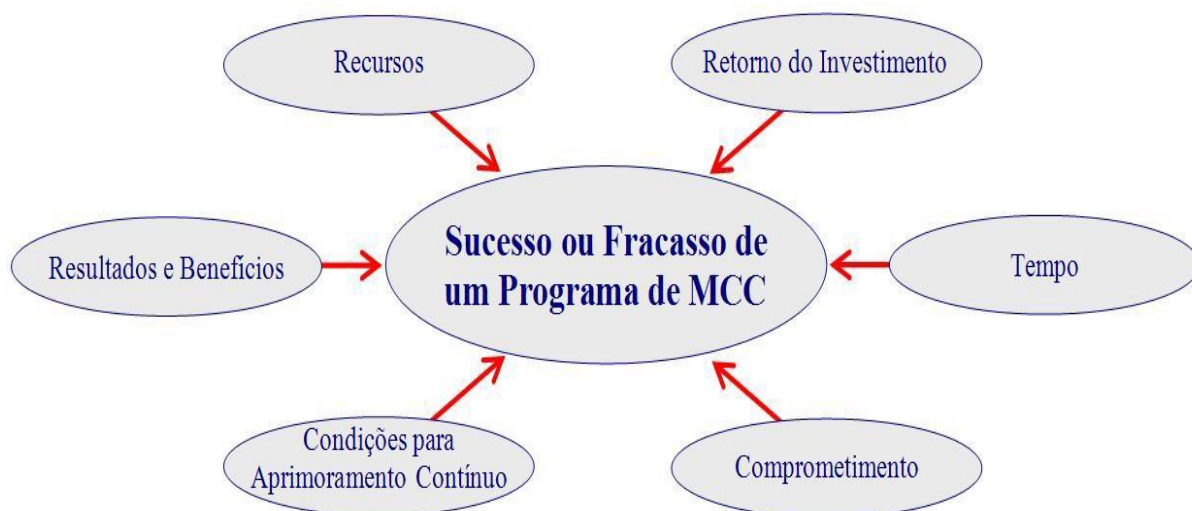 Recursos
Retorno do Investimento
Sucesso ou Fracasso de
um Programa de MCC
Resultados e Benefícios
Tempo
Condições para
Aprimoramento Contínuo
Comprometimento